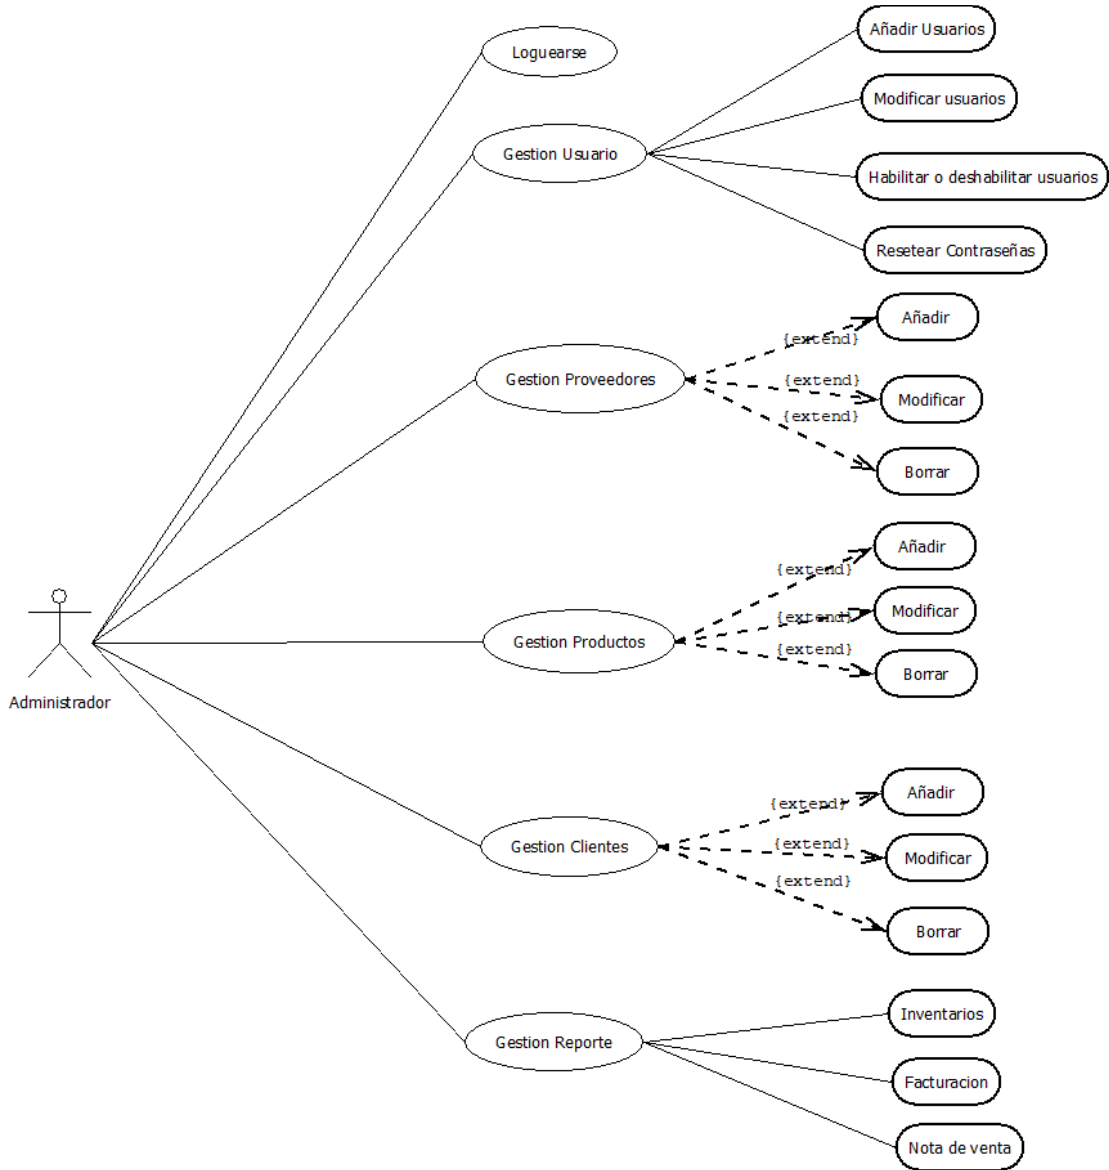 Loguearse
Añadir Usuarios
Modificar usuarios
Gestion Usuario
Habilitar o deshabilitar usuarios
Resetear Contraseñas
Añadir
{extend}
Gestion Proveedores
{extend}
Modificar
{extend}
Borrar
Añadir
{extend}
Modificar
{extend}
Gestion Productos
{extend}
Borrar
Administrador
Añadir
{extend}
Gestion Clientes
{extend}
Modificar
{extend}
Borrar
Inventarios
Gestion Reporte
Facturacion
Nota de venta